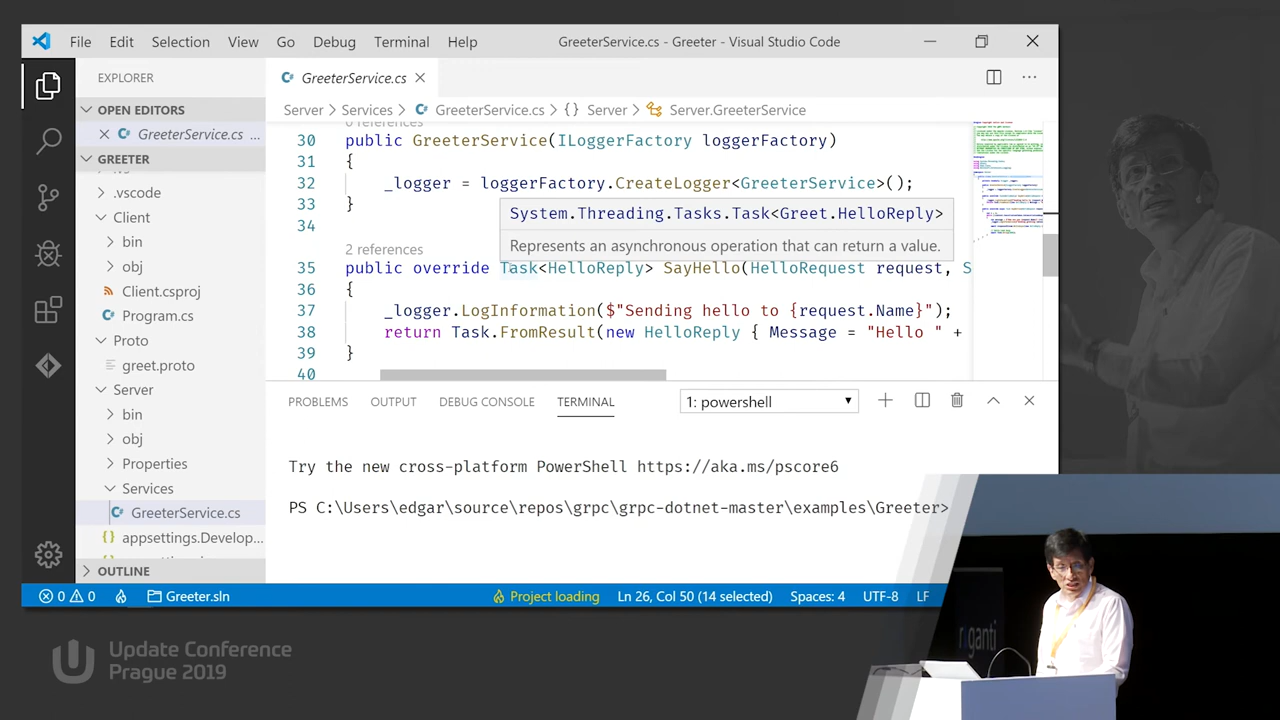 File Edit Selection View Go Debug Terminal Help GreeterService.cs - Greeter - Visual Studio Code
EXPLORER
OPEN EDITORS
GreeterService.cs ...
GREETER
.vscode
Client
bin
obj
Client.csproj
Program.cs
Proto
greet.proto
Server
bin
obj
Properties
Services
GreeterService.cs
appsettings.Develop...
OUTLINE
GreeterService.cs
Server > Services > GreeterService.cs > {} Server > Server.GreeterService
0 references
public GreeterService(ILoggerFactory loggerFactory)
_logger = loggerFactory.CreateLogger<GreeterService>();
}
System.Threading.Tasks.Task<Greet.HelloReply>
Represents an asynchronous operation that can return a value.
2 references
35 public override Task<HelloReply> SayHello(HelloRequest request, S
36 {
37 _logger.LogInformation($"Sending hello to {request.Name}");
38 return Task.FromResult(new HelloReply { Message = "Hello " +
39 }
40
PROBLEMS OUTPUT DEBUG CONSOLE TERMINAL 1: powershell
Try the new cross-platform PowerShell https://aka.ms/pscore6
PS C:\Users\edgar\source\repos\grpc\grpc-dotnet-master\examples\Greeter>
0 0 Greeter.sln Project loading Ln 26, Col 50 (14 selected) Spaces: 4 UTF-8 LF
Update Conference
Prague 2019